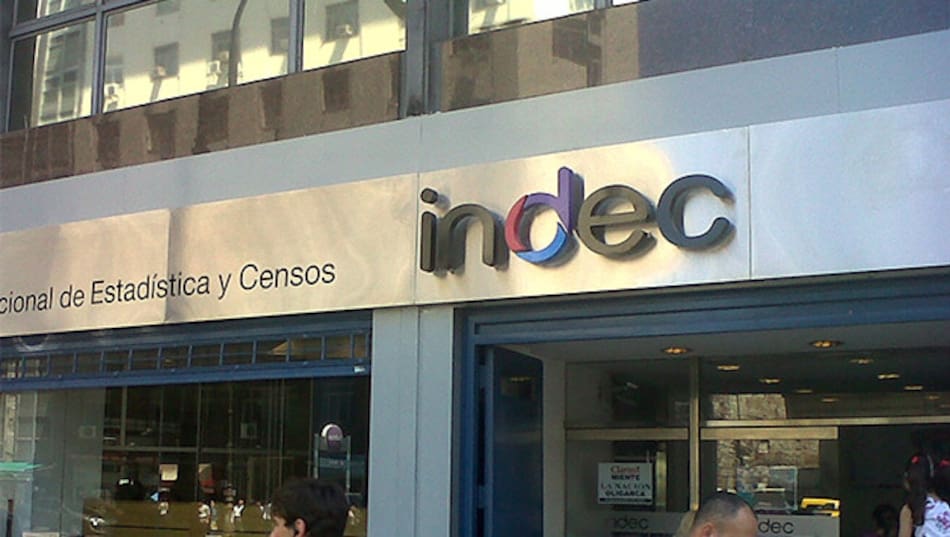 indec
cional de Estadística y Censos
Clarín
MIENTE
LA NACION
OLIGARCA
indec
indec